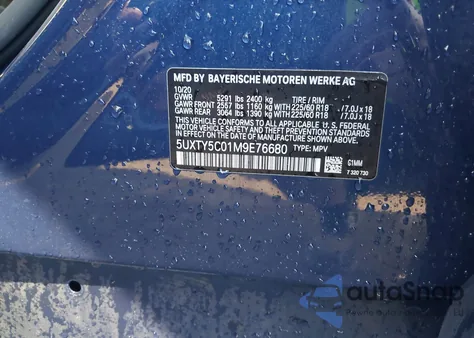 MFD BY BAYERISCHE MOTOREN WERKE AG
10/20
GVWR 5291 lbs 2400 kg TIRE / RIM
GAWR FRONT 2557 lbs 1160 kg WITH 225/60 R18 /7.0J x 18
GAWR REAR 3064 lbs 1390 kg WITH 225/60 R18 /7.0J x 18
THIS VEHICLE CONFORMS TO ALL APPLICABLE U.S. FEDERAL
MOTOR VEHICLE SAFETY, BUMPER, AND THEFT PREVENTION
STANDARDS IN EFFECT ON THE DATE OF MANUFACTURE SHOWN ABOVE.
5UXTY5C01M9E76680 TYPE: MPV
G1MM
7 320 730
autoSnap